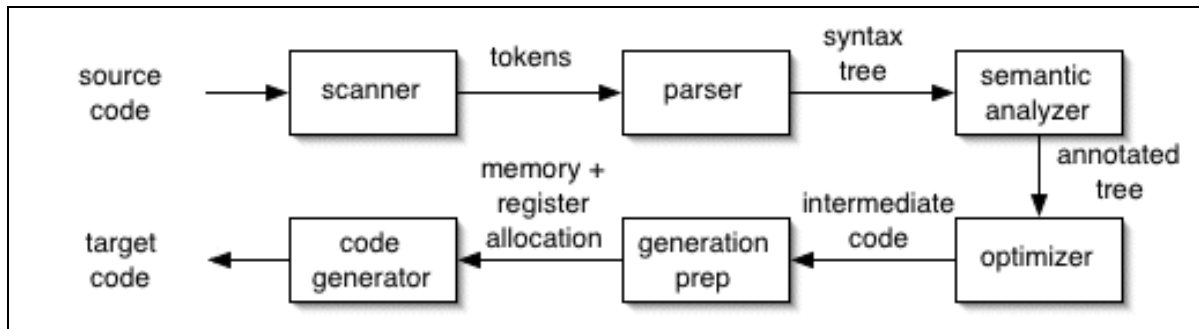 source
code
scanner
tokens
parser
syntax
tree
semantic
analyzer
annotated
tree
optimizer
intermediate
code
generation
prep
memory +
register
allocation
code
generator
target
code